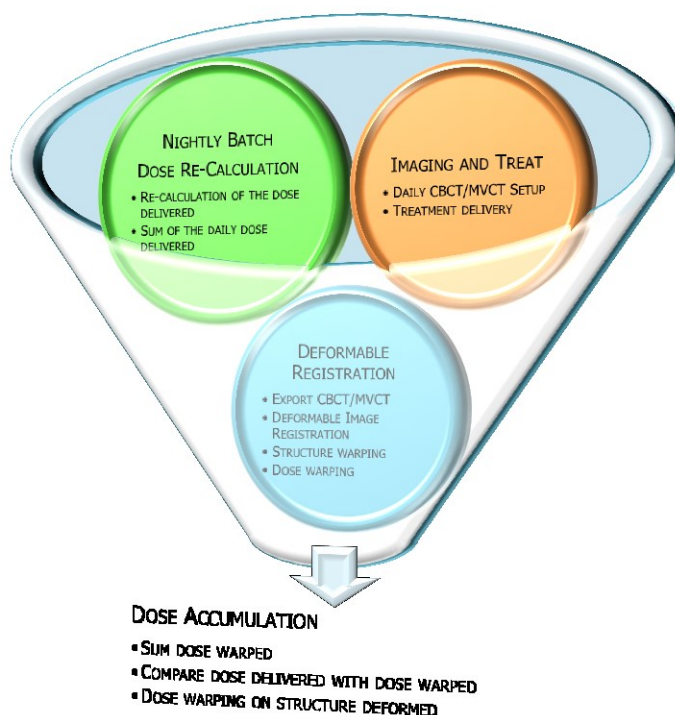 NIGHTLY BATCH
DOSE RE-CALCULATION
• RE-CALCULATION OF THE DOSE
DELIVERED
• SUM OF THE DAILY DOSE
DELIVERED
IMAGING AND TREAT
• DAILY CBCT/MVCT SETUP
• TREATMENT DELIVERY
DEFORMABLE
REGISTRATION
• EXPORT CBCT/MVCT
• DEFORMABLE IMAGE
REGISTRATION
• STRUCTURE WARPING
• DOSE WARPING
DOSE ACCUMULATION
• SUM DOSE WARPED
• COMPARE DOSE DELIVERED WITH DOSE WARPED
• DOSE WARPING ON STRUCTURE DEFORMED